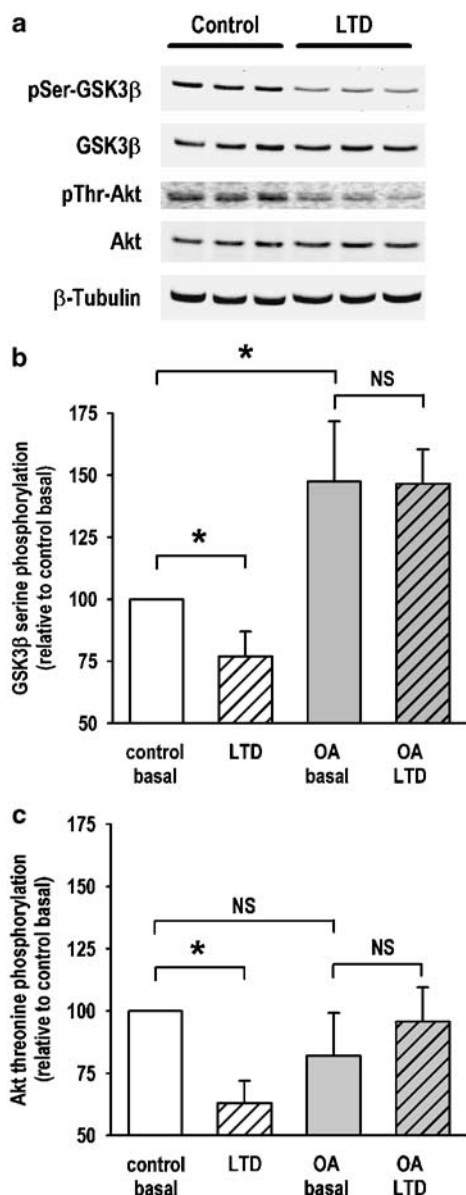 a
Control LTD
pSer-GSK3β
GSK3β
pThr-Akt
Akt
β-Tubulin
b
GSK3β serine phosphorylation
(relative to control basal)
175
150
125
100
75
50
*
*
NS
control
basal
LTD
OA
basal
OA
LTD
c
Akt threonine phosphorylation
(relative to control basal)
175
150
125
100
75
50
NS
*
NS
control
basal
LTD
OA
basal
OA
LTD